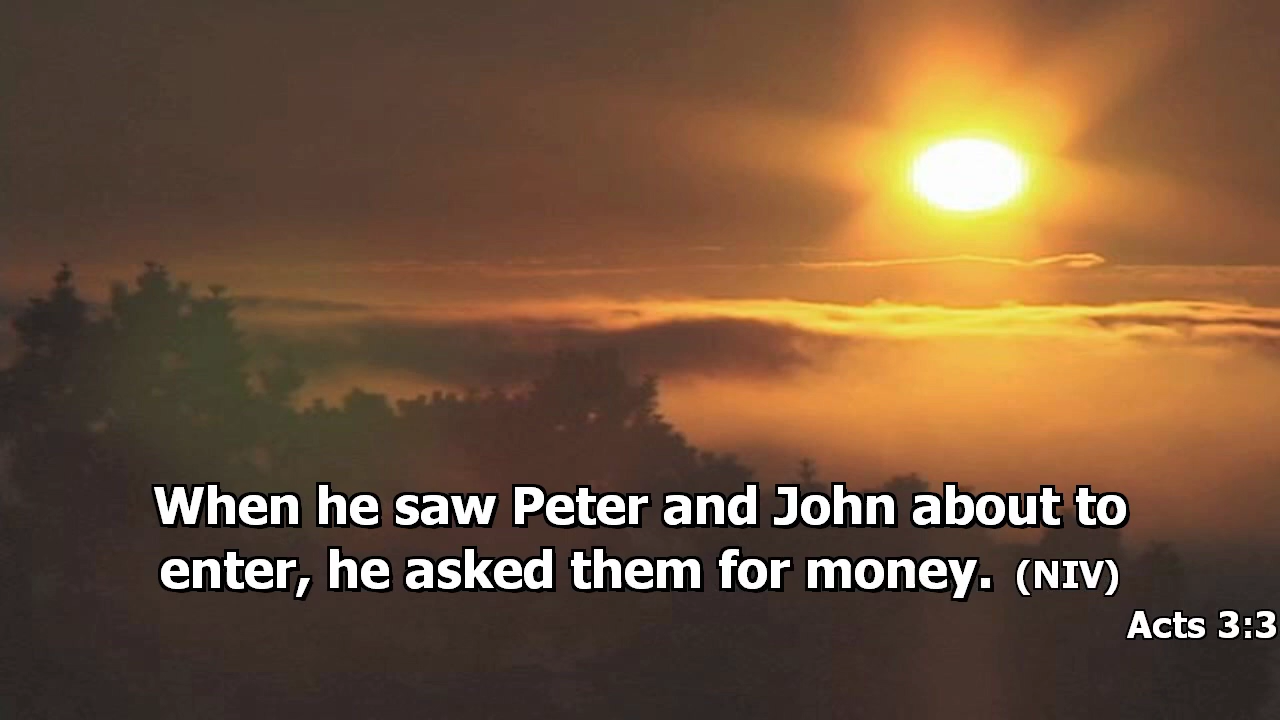 When he saw Peter and John about to
enter, he asked them for money. (NIV)
Acts 3:3